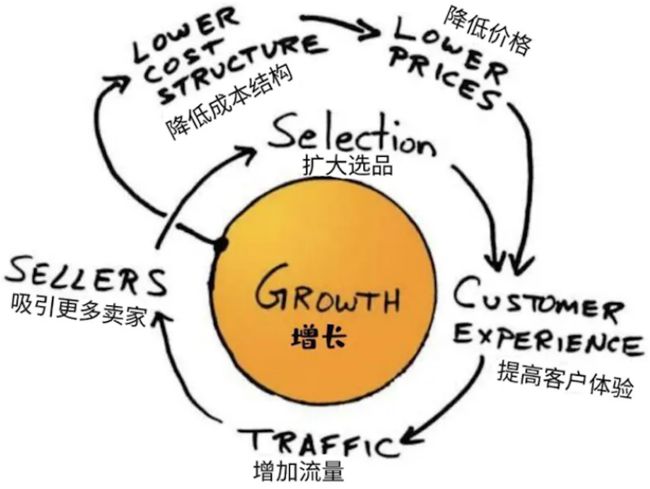 LOWER
COST
STRUCTURE
降低成本结构
LOWER
PRICES
降低价格
Selection
扩大选品
CUSTOMER
EXPERIENCE
提高客户体验
TRAFFIC
增加流量
SELLERS
吸引更多卖家
GROWTH
增长